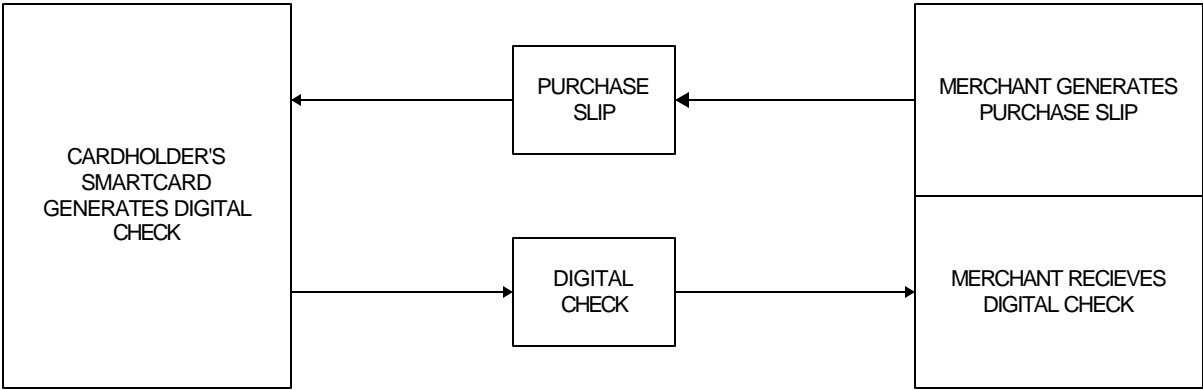 PURCHASE
SLIP
MERCHANT GENERATES
PURCHASE SLIP
CARDHOLDER'S
SMARTCARD
GENERATES DIGITAL
CHECK
DIGITAL
CHECK
MERCHANT RECIEVES
DIGITAL CHECK